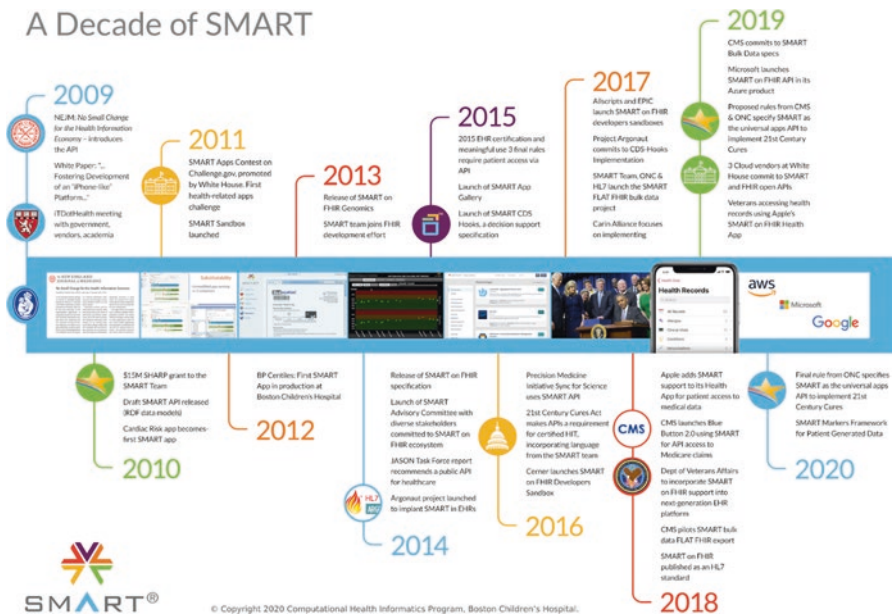 A Decade of SMART
2009
NEJM: No Small Change
for the Health Information
Economy – introduces
the API
White Paper: "...
Fostering Development
of an "iPhone-like"
Platform..."
ITDotHealth meeting
with government,
vendors, academia
2011
SMART Apps Contest on
Challenge.gov, promoted
by White House. First
health-related apps
challenge
SMART Sandbox
launched
2013
Release of SMART on
FHIR Genomics
SMART team joins FHIR
development effort
2015
2015 EHR certification and
meaningful use 3 final rules
require patient access via
API
Launch of SMART App
Gallery
Launch of SMART CDS
Hooks, a decision support
specification
2017
Allscripts and EPIC
launch SMART on FHIR
developers sandboxes
Project Argonaut
commits to CDS-Hooks
Implementation
SMART Team, ONC &
HL7 launch the SMART
FLAT FHIR bulk data
project
Carin Alliance focuses
on implementing
2019
CMS commits to SMART
Bulk Data specs
Microsoft launches
SMART on FHIR API in its
Azure product
Proposed rules from CMS
& ONC specify SMART as
the universal apps API to
implement 21st Century
Cures
3 Cloud vendors at White
House commit to SMART
and FHIR open APIs
Veterans accessing health
records using Apple's
SMART on FHIR Health
App
Health Records
aws
Microsoft
Google
$15M SHARP grant to the
SMART Team
Draft SMART API released
(RDF data models)
Cardiac Risk app becomes
first SMART app
2010
BP Centiles: First SMART
App in production at
Boston Children's Hospital
2012
Release of SMART on FHIR
specification
Launch of SMART
Advisory Committee with
diverse stakeholders
committed to SMART on
FHIR ecosystem
JASON Task Force report
recommends a public API
for healthcare
Argonaut project launched
to implant SMART in EHRs
HL7
2014
Precision Medicine
Initiative Sync for Science
uses SMART API
21st Century Cures Act
makes APIs a requirement
for certified HIT,
incorporating language
from the SMART team
Cerner launches SMART
on FHIR Developers
Sandbox
2016
Apple adds SMART
support to its Health
App for patient access to
medical data
CMS
CMS launches Blue
Button 2.0 using SMART
for API access to
Medicare claims
Dept of Veterans Affairs
to incorporate SMART
on FHIR support into
next-generation EHR
platform
CMS pilots SMART bulk
data FLAT FHIR export
SMART on FHIR
published as an HL7
standard
2018
Final rule from ONC specifies
SMART as the universal apps
API to implement 21st
Century Cures
SMART Markers Framework
for Patient Generated Data
2020
SMART®
© Copyright 2020 Computational Health Informatics Program, Boston Children's Hospital.